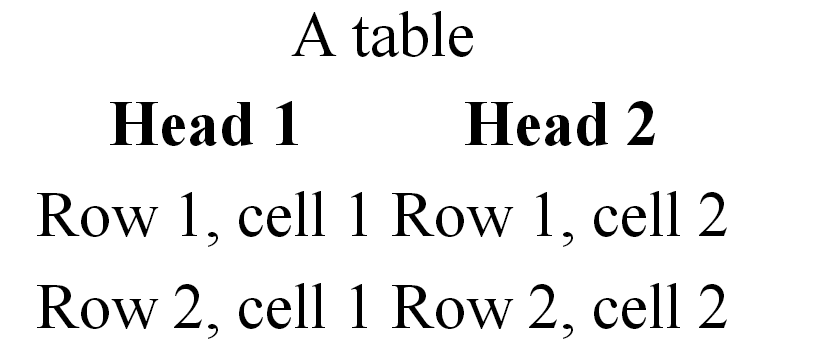 A table
Head 1 Head 2
Row 1, cell 1 Row 1, cell 2
Row 2, cell 1 Row 2, cell 2